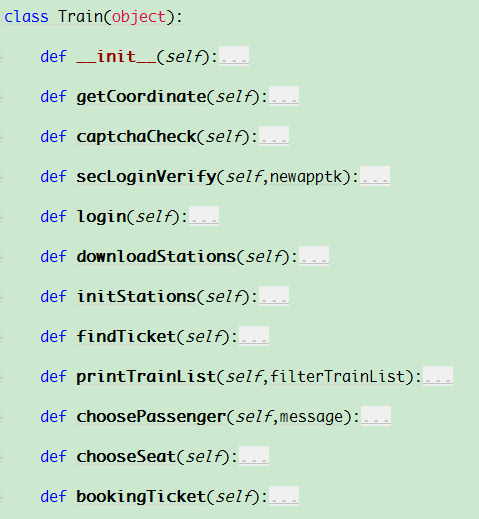 class Train(object):
def __init__(self):...
def getCoordinate(self):...
def captchaCheck(self):...
def secLoginVerify(self,newapptk):...
def login(self):...
def downloadStations(self):...
def initStations(self):...
def findTicket(self):...
def printTrainList(self,filterTrainList):...
def choosePassenger(self,message):...
def chooseSeat(self):...
def bookingTicket(self):...